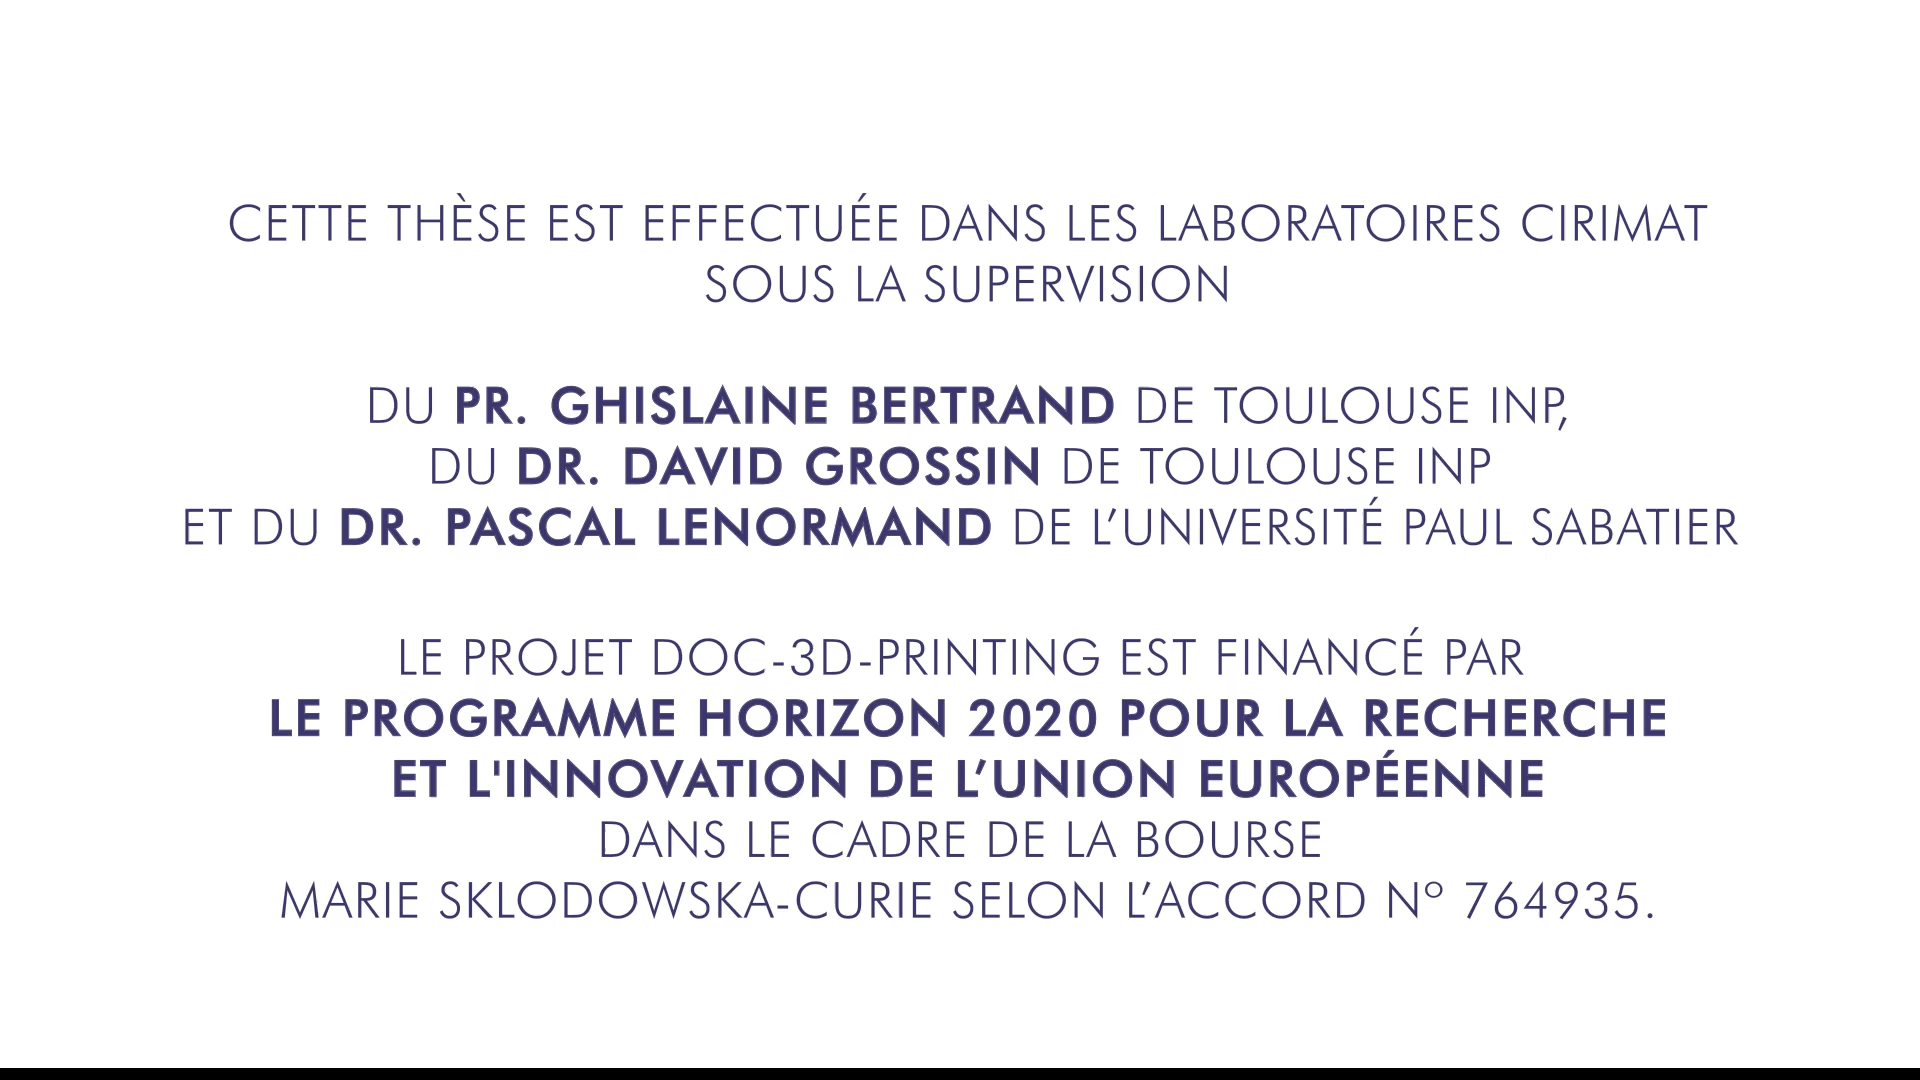 CETTE THÈSE EST EFFECTUÉE DANS LES LABORATOIRES CIRIMAT
SOUS LA SUPERVISION
DU PR. GHISLAINE BERTRAND DE TOULOUSE INP,
DU DR. DAVID GROSSIN DE TOULOUSE INP
ET DU DR. PASCAL LENORMAND DE L’UNIVERSITÉ PAUL SABATIER
LE PROJET DOC-3D-PRINTING EST FINANCÉ PAR
LE PROGRAMME HORIZON 2020 POUR LA RECHERCHE
ET L'INNOVATION DE L’UNION EUROPÉENNE
DANS LE CADRE DE LA BOURSE
MARIE SKLODOWSKA-CURIE SELON L’ACCORD Nº 764935.